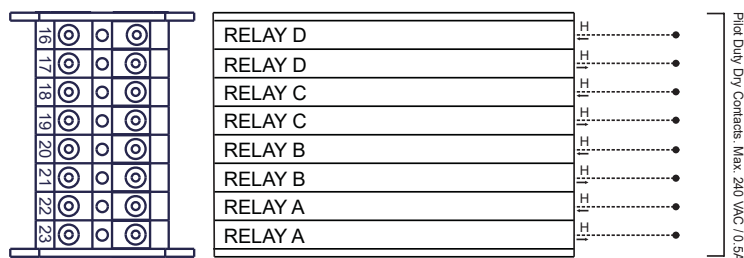 16 RELAY D H
17 RELAY D H
18 RELAY C H
19 RELAY C H
20 RELAY B H
21 RELAY B H
22 RELAY A H
23 RELAY A H
Pilot Duty Dry Contacts. Max. 240 VAC / 0.5A